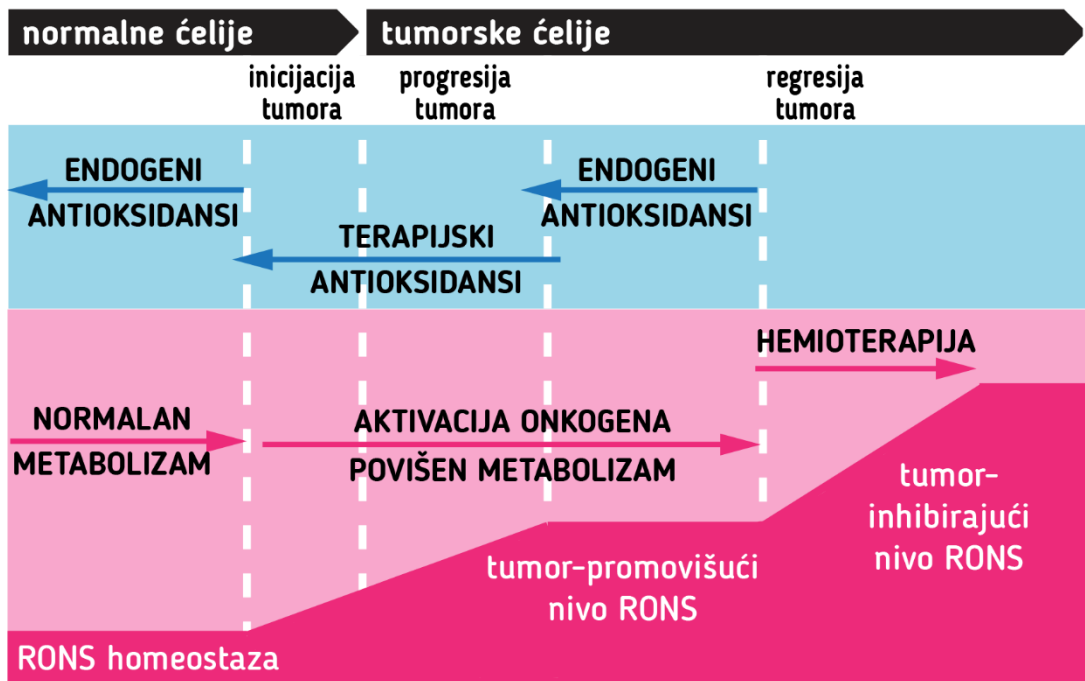 normalne ćelije
tumorske ćelije
inicijacija
tumora
progresija
tumora
regresija
tumora
ENDOGENI
ANTIOKSIDANSI
TERAPIJSKI
ANTIOKSIDANSI
ENDOGENI
ANTIOKSIDANSI
HEMIOTERAPIJA
NORMALAN
METABOLIZAM
AKTIVACIJA ONKOGENA
POVIŠEN METABOLIZAM
tumor-
inhibirajući
nivo RONS
tumor-promovišući
nivo RONS
RONS homeostaza